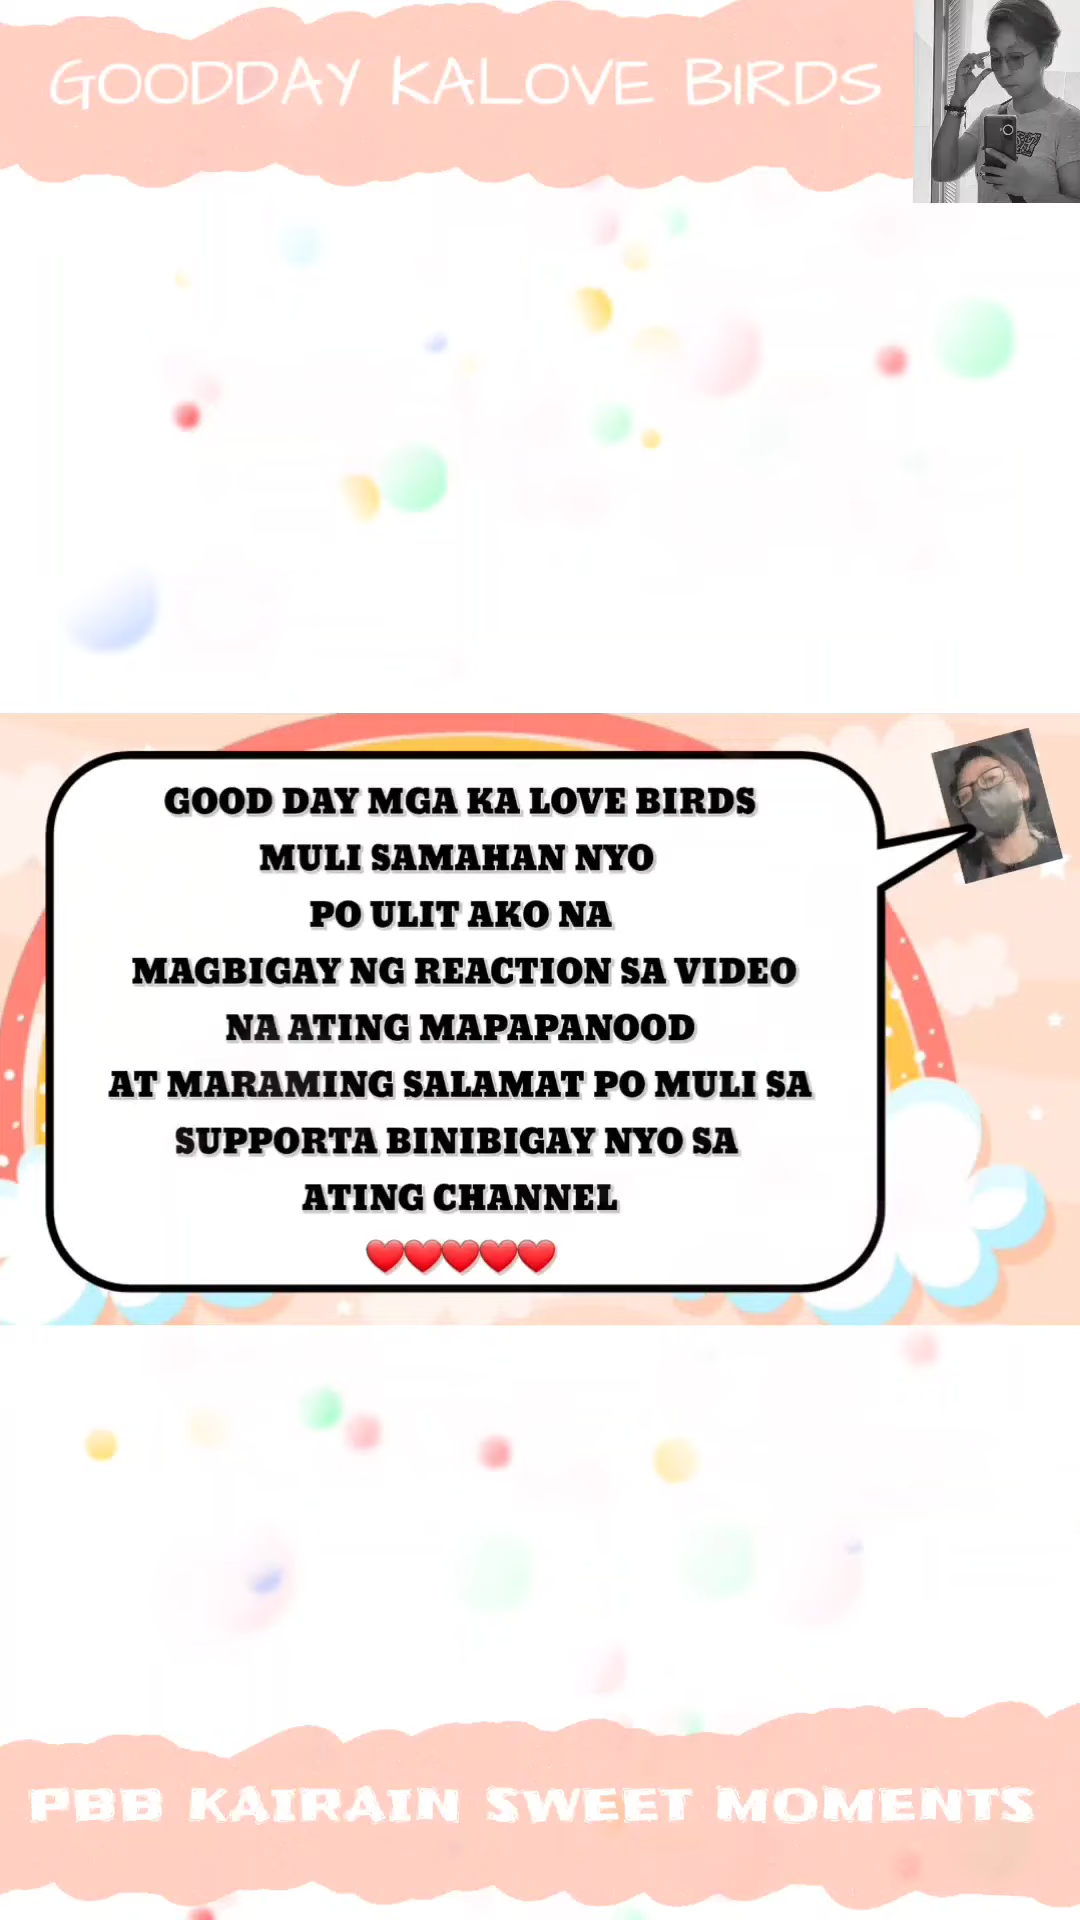 GOODDAY KALOVE BIRDS
GOOD DAY MGA KA LOVE BIRDS
MULI SAMAHAN NYO
PO ULIT AKO NA
MAGBIGAY NG REACTION SA VIDEO
NA ATING MAPAPANOOD
AT MARAMING SALAMAT PO MULI SA
SUPPORTA BINIBIGAY NYO SA
ATING CHANNEL
❤️❤️❤️❤️❤️
PBB KAIRAIN SWEET MOMENTS